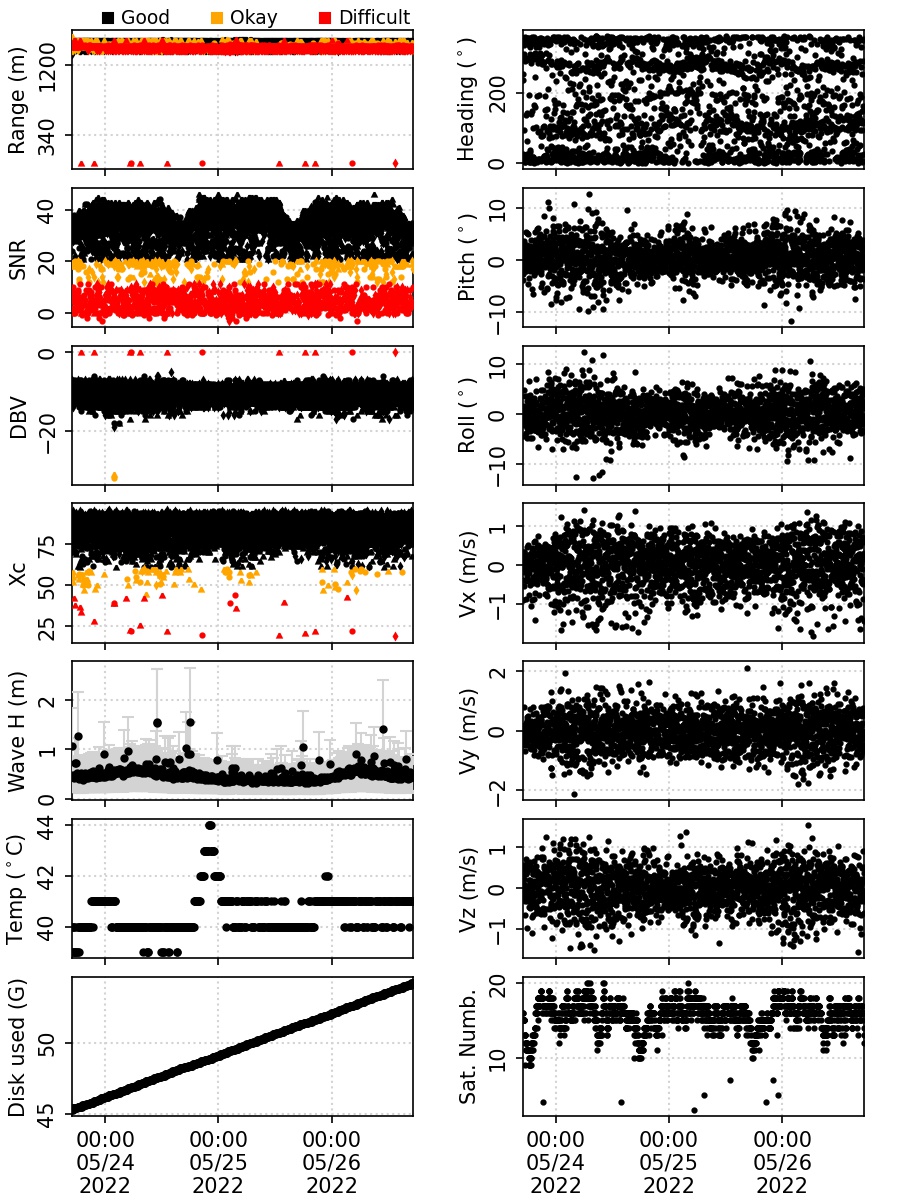 Good Okay Difficult
Range (m)
1200
340
Heading (°)
200
0
SNR
40
20
0
Pitch (°)
10
0
−10
DBV
0
−20
Roll (°)
10
0
−10
Xc
75
50
25
Vx (m/s)
1
0
−1
Wave H (m)
2
1
0
Vy (m/s)
2
0
−2
Temp (°C)
44
42
40
Vz (m/s)
1
0
−1
Disk used (G)
50
45
Sat. Numb.
20
10
00:00 00:00 00:00
05/24 05/25 05/26
2022 2022 2022
00:00 00:00 00:00
05/24 05/25 05/26
2022 2022 2022